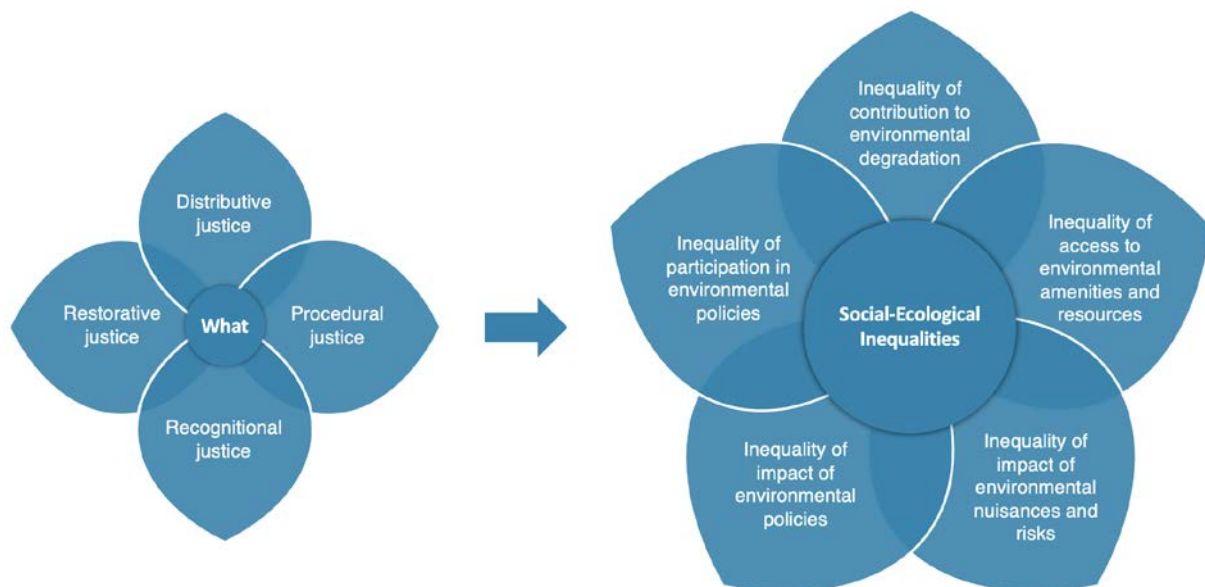 Distributive
justice
Restorative
justice
What
Procedural
justice
Recognitional
justice
Inequality of
contribution to
environmental
degradation
Inequality of
participation in
environmental
policies
Social-Ecological
Inequalities
Inequality of
access to
environmental
amenities and
resources
Inequality of
impact of
environmental
policies
Inequality of
impact of
environmental
nuisances and
risks